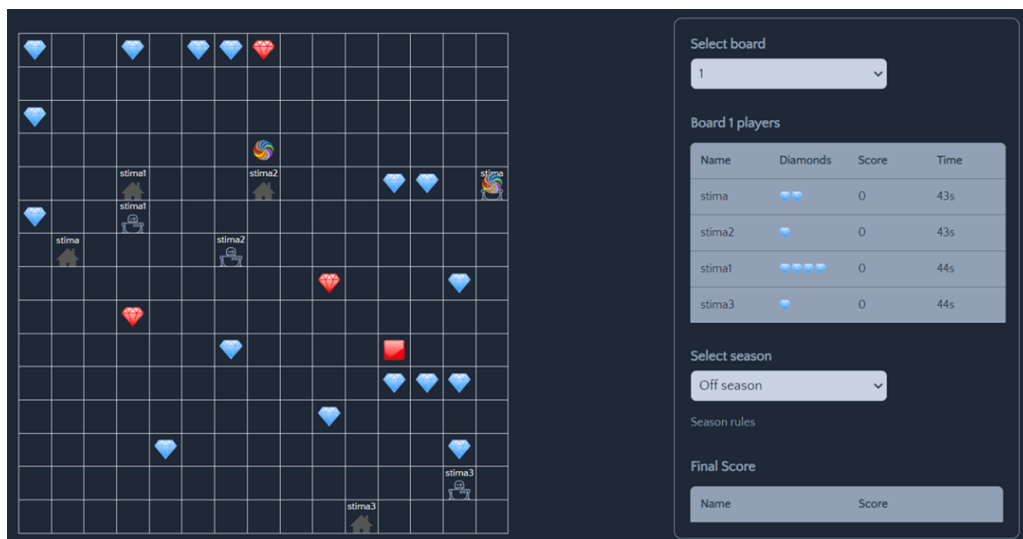 stima1
stima2
stima
stima1
stima
stima2
stima3
stima3
Select board
1
Board 1 players
Name Diamonds Score Time
stima 0 43s
stima2 0 43s
stima1 0 44s
stima3 0 44s
Select season
Off season
Season rules
Final Score
Name Score